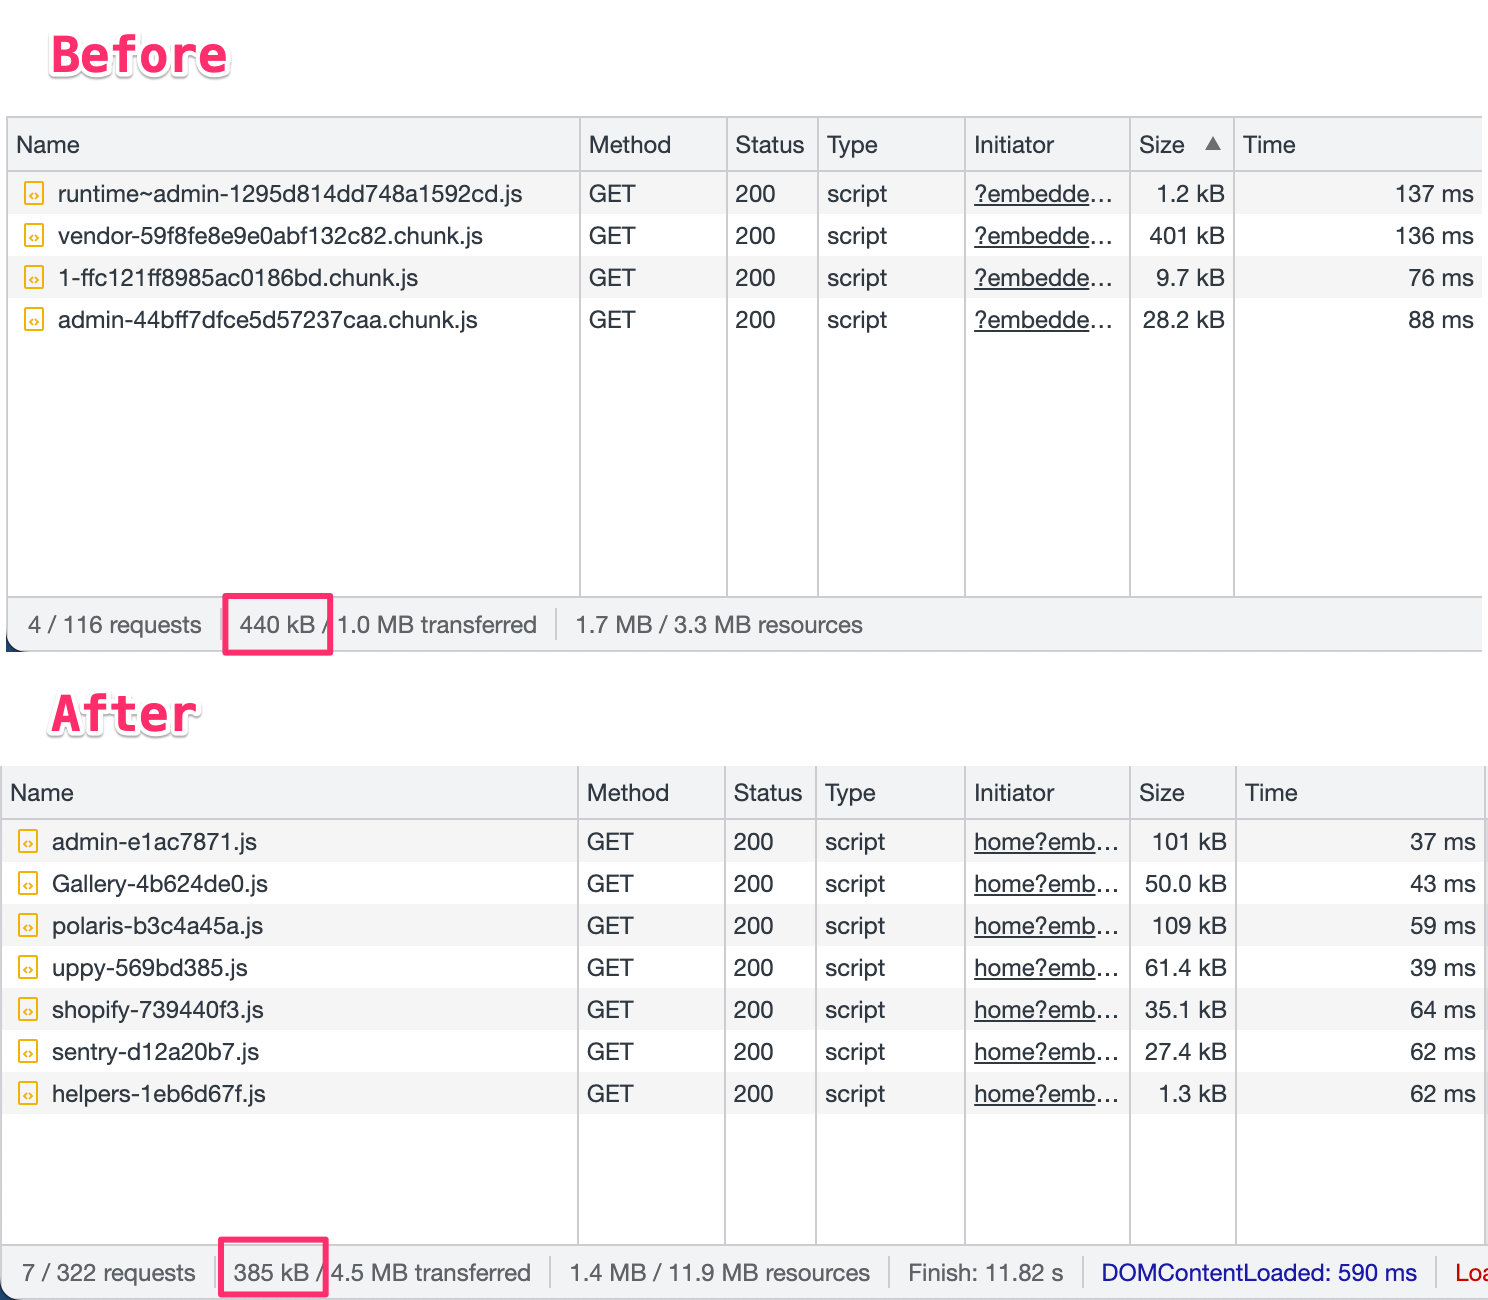 Before
Name Method Status Type Initiator Size ▲ Time
runtime~admin-1295d814dd748a1592cd.js GET 200 script ?embedde... 1.2 kB 137 ms
vendor-59f8fe8e9e0abf132c82.chunk.js GET 200 script ?embedde... 401 kB 136 ms
1-ffc121ff8985ac0186bd.chunk.js GET 200 script ?embedde... 9.7 kB 76 ms
admin-44bff7dfce5d57237caa.chunk.js GET 200 script ?embedde... 28.2 kB 88 ms
4 / 116 requests 440 kB / 1.0 MB transferred 1.7 MB / 3.3 MB resources
After
Name Method Status Type Initiator Size Time
admin-e1ac7871.js GET 200 script home?emb... 101 kB 37 ms
Gallery-4b624de0.js GET 200 script home?emb... 50.0 kB 43 ms
polaris-b3c4a45a.js GET 200 script home?emb... 109 kB 59 ms
uppy-569bd385.js GET 200 script home?emb... 61.4 kB 39 ms
shopify-739440f3.js GET 200 script home?emb... 35.1 kB 64 ms
sentry-d12a20b7.js GET 200 script home?emb... 27.4 kB 62 ms
helpers-1eb6d67f.js GET 200 script home?emb... 1.3 kB 62 ms
7 / 322 requests 385 kB / 4.5 MB transferred 1.4 MB / 11.9 MB resources Finish: 11.82 s DOMContentLoaded: 590 ms Loa